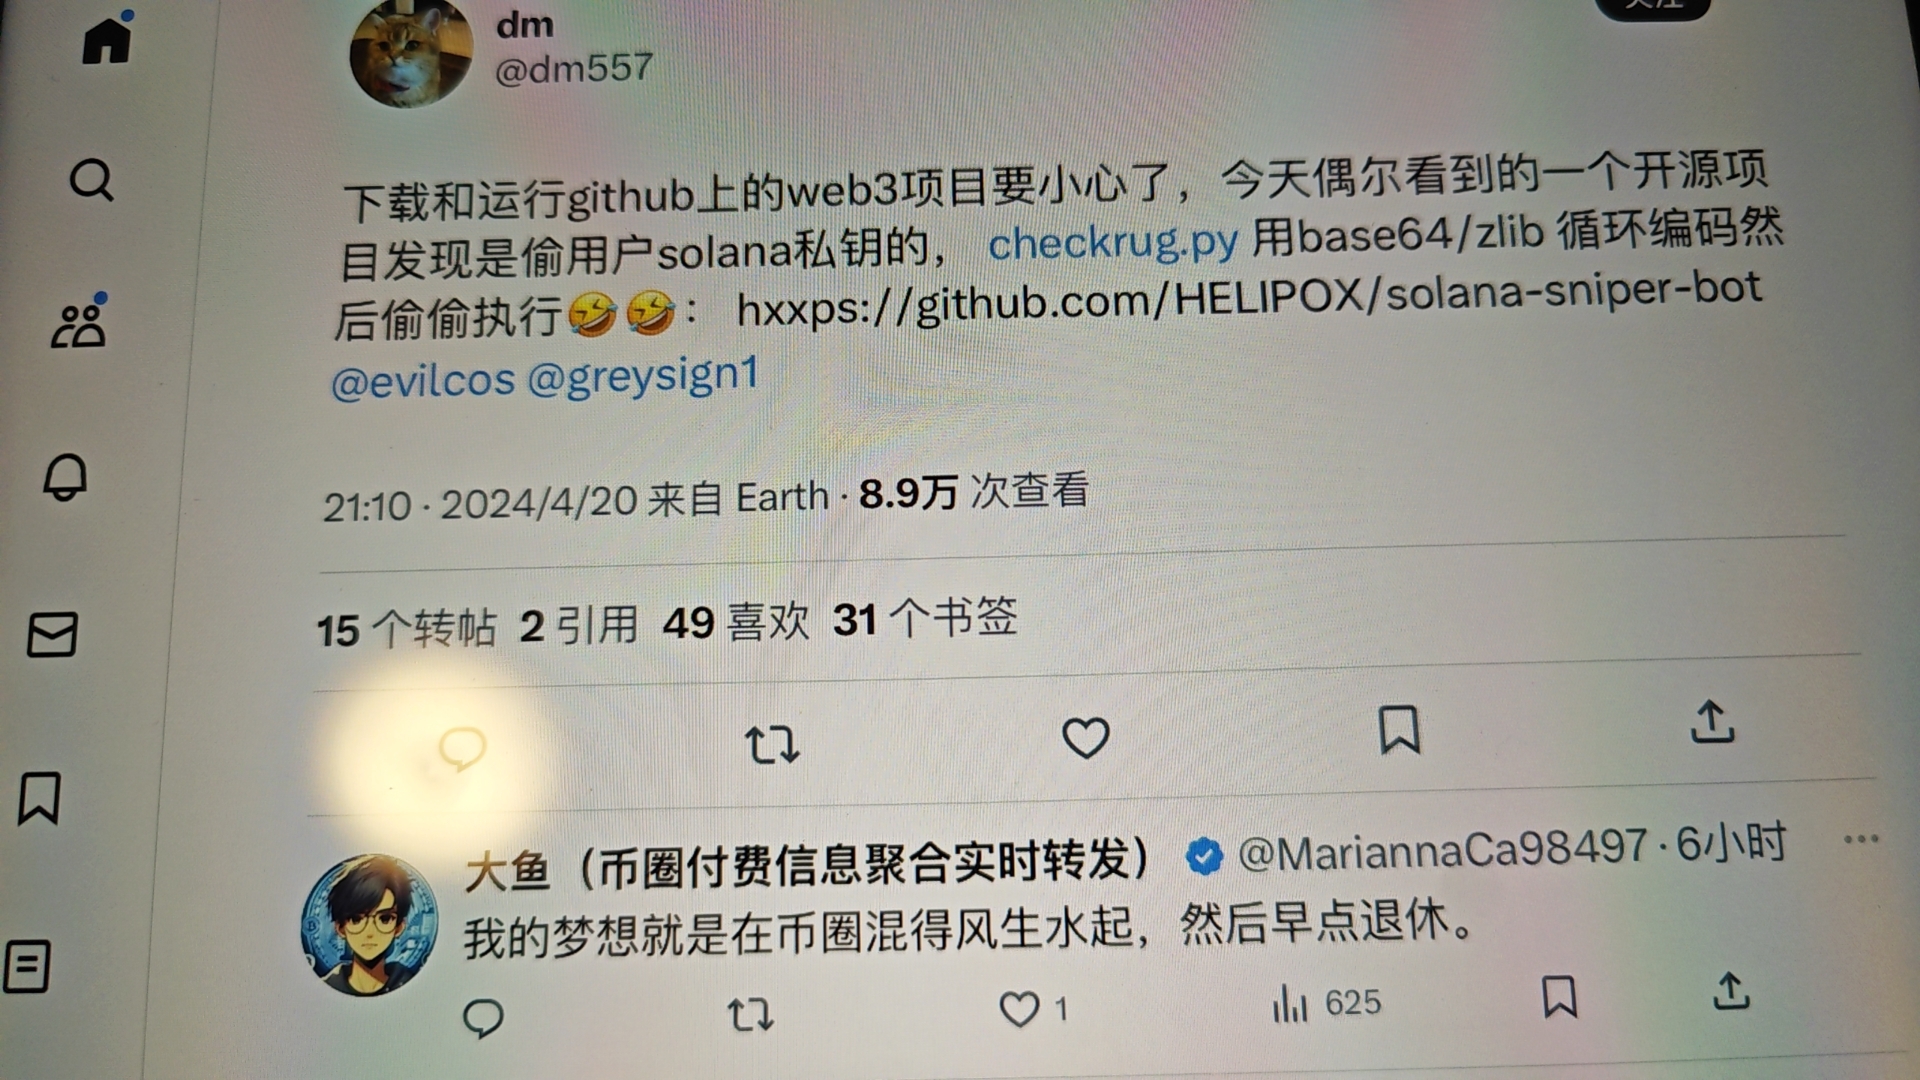 dm
@dm557
下载和运行github上的web3项目要小心了，今天偶尔看到的一个开源项
目发现是偷用户solana私钥的， checkrug.py 用base64/zlib 循环编码然
后偷偷执行🤣🤣： hxxps://github.com/HELIPOX/solana-sniper-bot
@evilcos @greysign1
21:10 · 2024/4/20 来自 Earth · 8.9万 次查看
15 个转帖 2 引用 49 喜欢 31 个书签
大鱼（币圈付费信息聚合实时转发） @MariannaCa98497 · 6小时
我的梦想就是在币圈混得风生水起，然后早点退休。
1 625